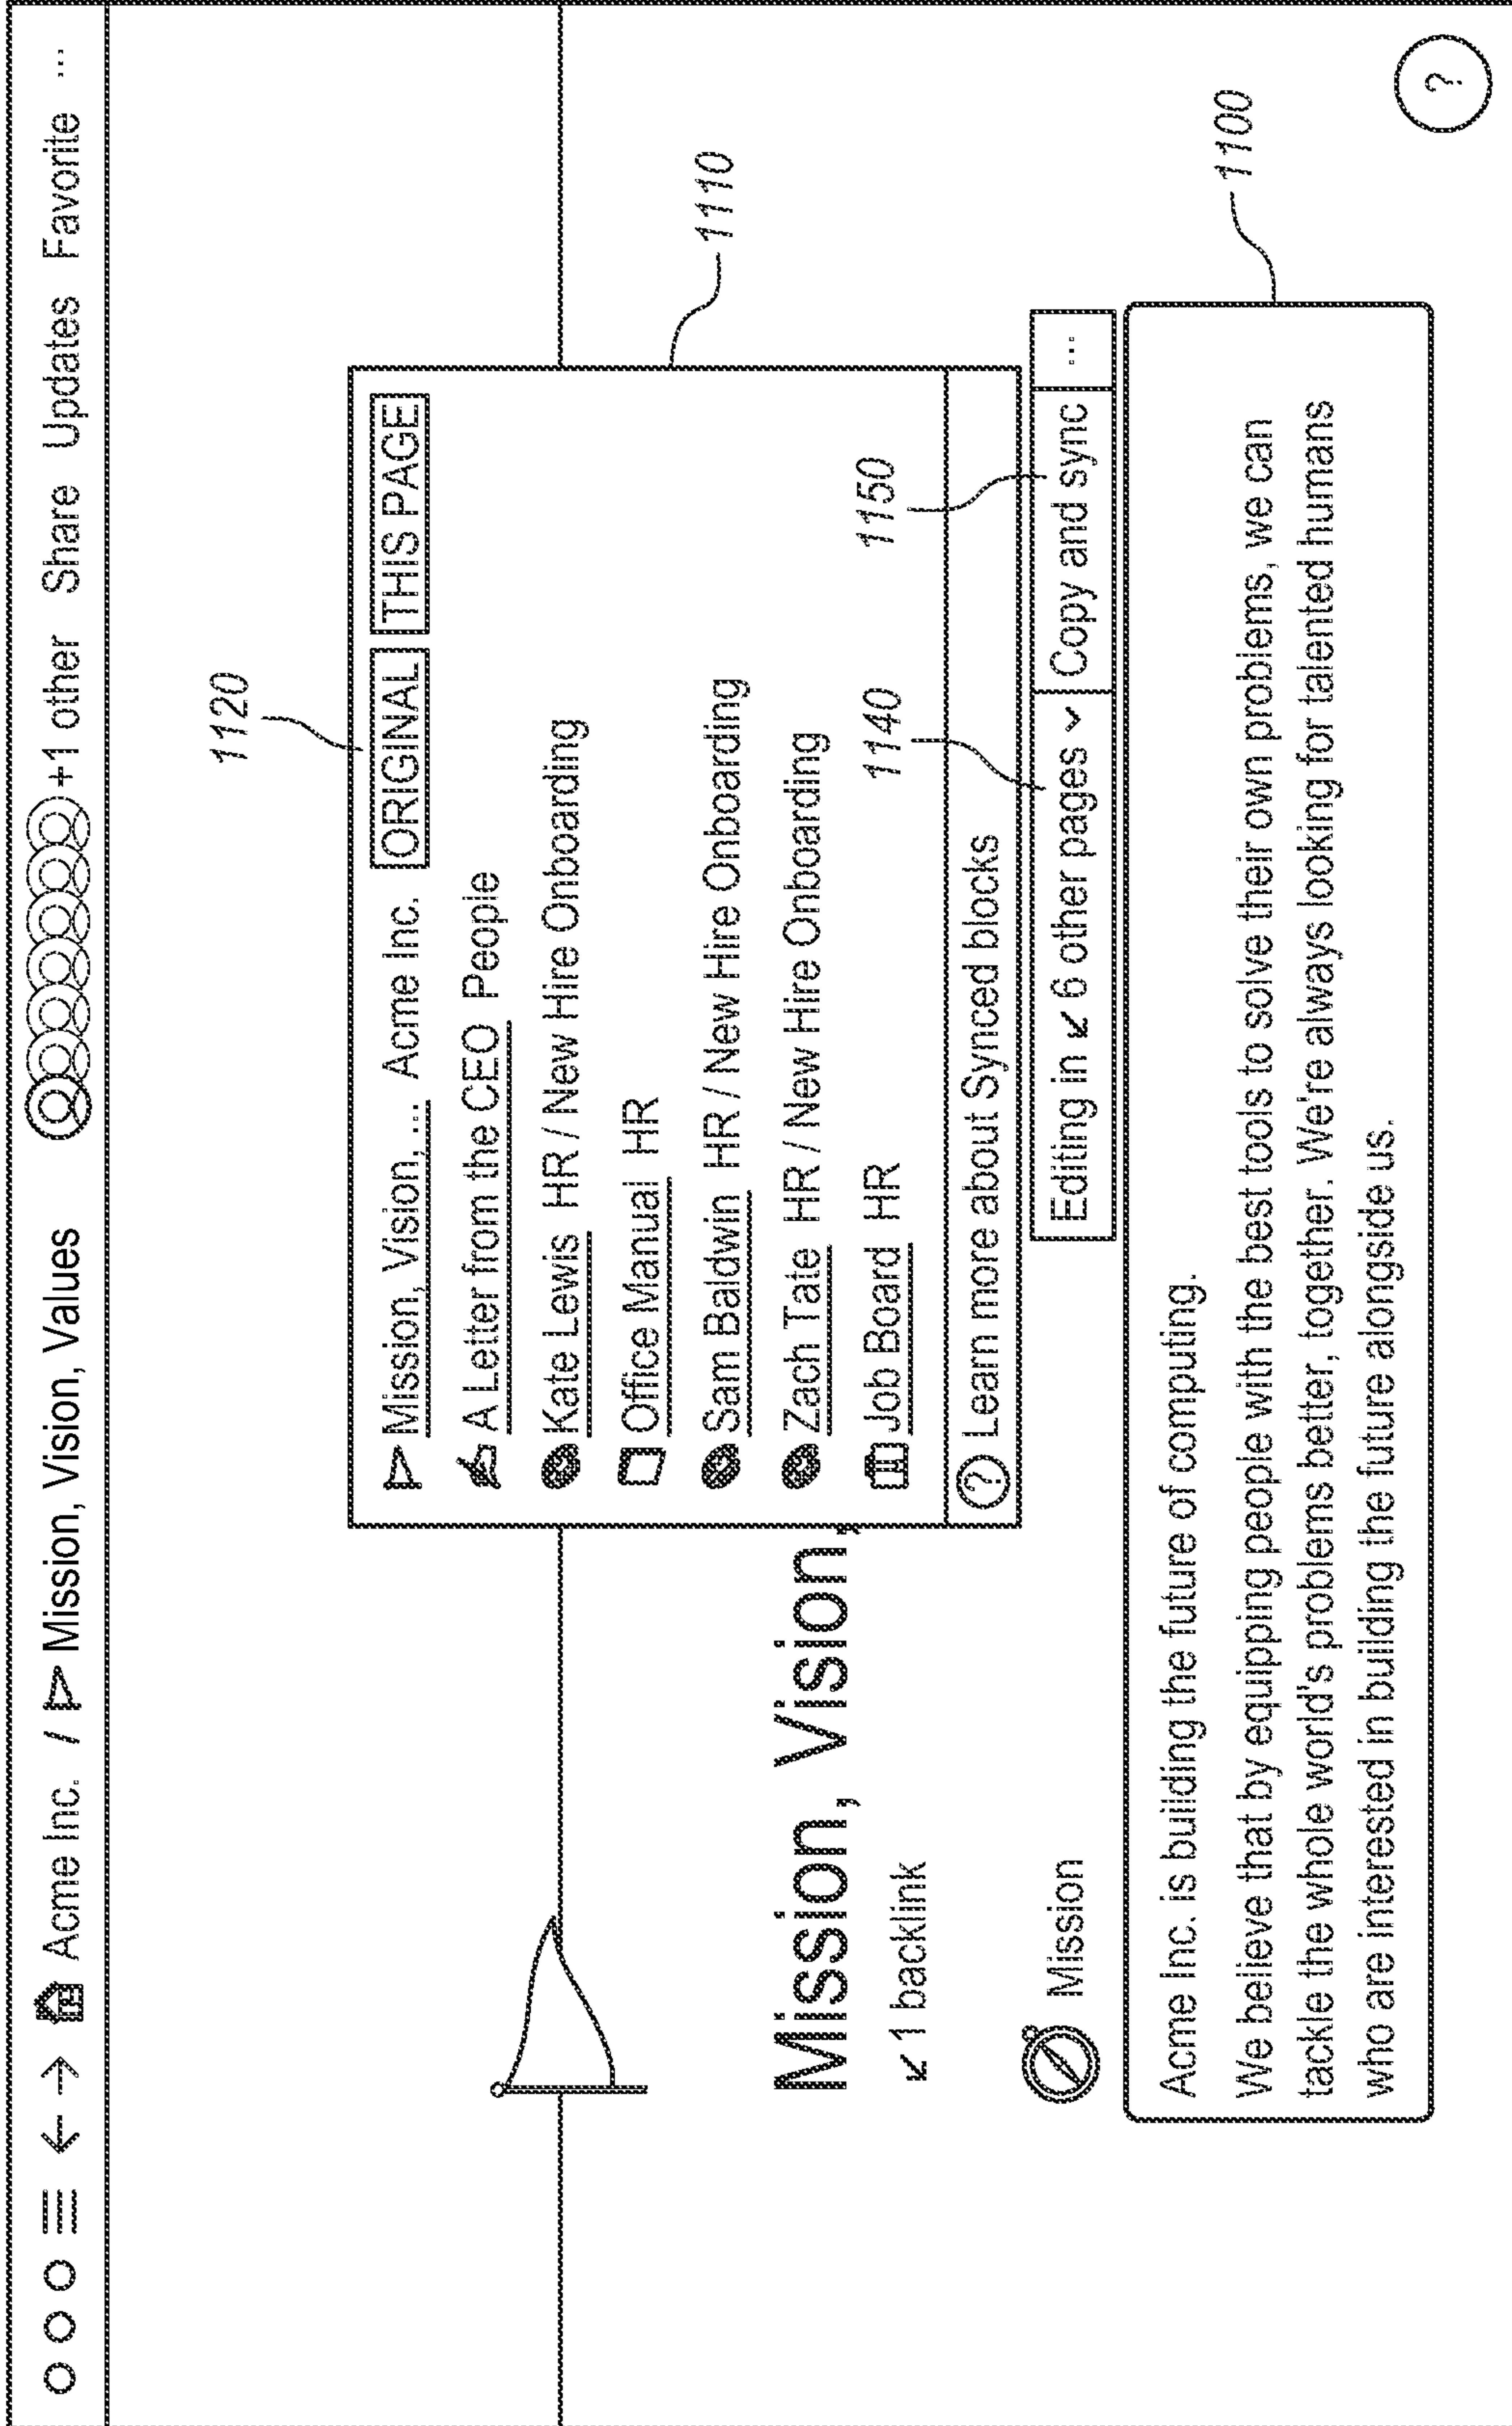 Acme Inc. / Mission, Vision, Values +1 other Share Updates Favorite ...
1120
Mission, Vision, ... Acme Inc. ORIGINAL THIS PAGE
A Letter from the CEO People
Kate Lewis HR / New Hire Onboarding
Office Manual HR
Sam Baldwin HR / New Hire Onboarding
Zach Tate HR / New Hire Onboarding
Job Board HR
? Learn more about Synced blocks
1110
1140
1150
Mission, Vision,
↙ 1 backlink
Editing in ↙ 6 other pages Copy and sync ...
Mission
1100
Acme Inc. is building the future of computing.
We believe that by equipping people with the best tools to solve their own problems, we can
tackle the whole world's problems better, together. We're always looking for talented humans
who are interested in building the future alongside us.
?